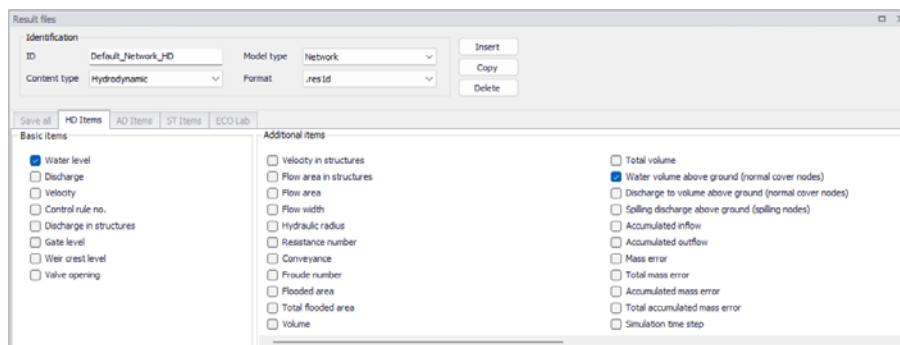 Result files
Identification
ID Default_Network_HD Model type Network Insert
Copy
Content type Hydrodynamic Format .res1d
Delete
Save all HD Items AD Items ST Items ECO Lab
Basic items Additional items
Water level Velocity in structures Total volume
Discharge Flow area in structures Water volume above ground (normal cover nodes)
Velocity Flow area Discharge to volume above ground (normal cover nodes)
Control rule no. Flow width Spilling discharge above ground (spilling nodes)
Discharge in structures Hydraulic radius Accumulated inflow
Gate level Resistance number Accumulated outflow
Weir crest level Conveyance Mass error
Valve opening Froude number Total mass error
Flooded area Accumulated mass error
Total flooded area Total accumulated mass error
Volume Simulation time step